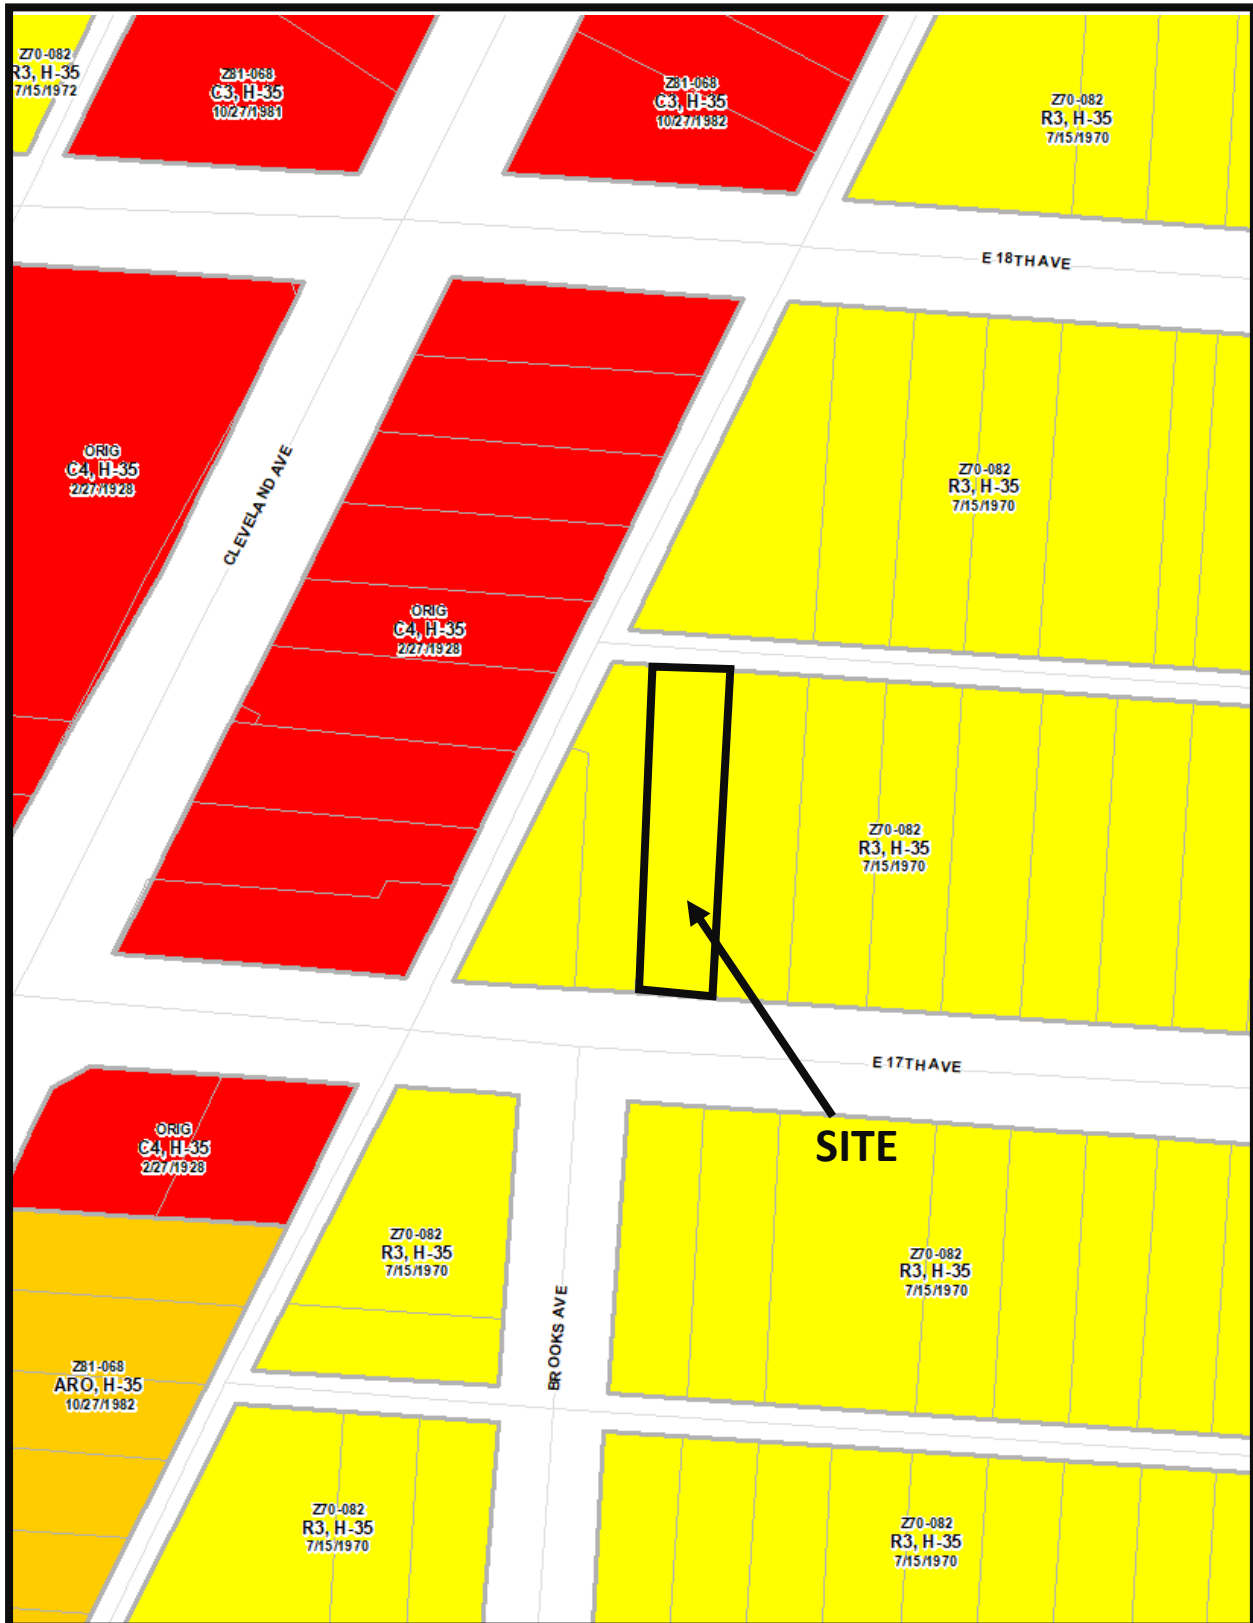 Z70-082
R3, H-35
7/15/1972
Z81-068
C3, H-35
10/27/1981
Z81-068
C3, H-35
10/27/1982
Z70-082
R3, H-35
7/15/1970
E 18TH AVE
ORIG
C4, H-35
2/27/1928
CLEVELAND AVE
Z70-082
R3, H-35
7/15/1970
ORIG
C4, H-35
2/27/1928
Z70-082
R3, H-35
7/15/1970
E 17TH AVE
SITE
ORIG
C4, H-35
2/27/1928
Z70-082
R3, H-35
7/15/1970
Z70-082
R3, H-35
7/15/1970
BROOKS AVE
Z81-068
ARO, H-35
10/27/1982
Z70-082
R3, H-35
7/15/1970
Z70-082
R3, H-35
7/15/1970